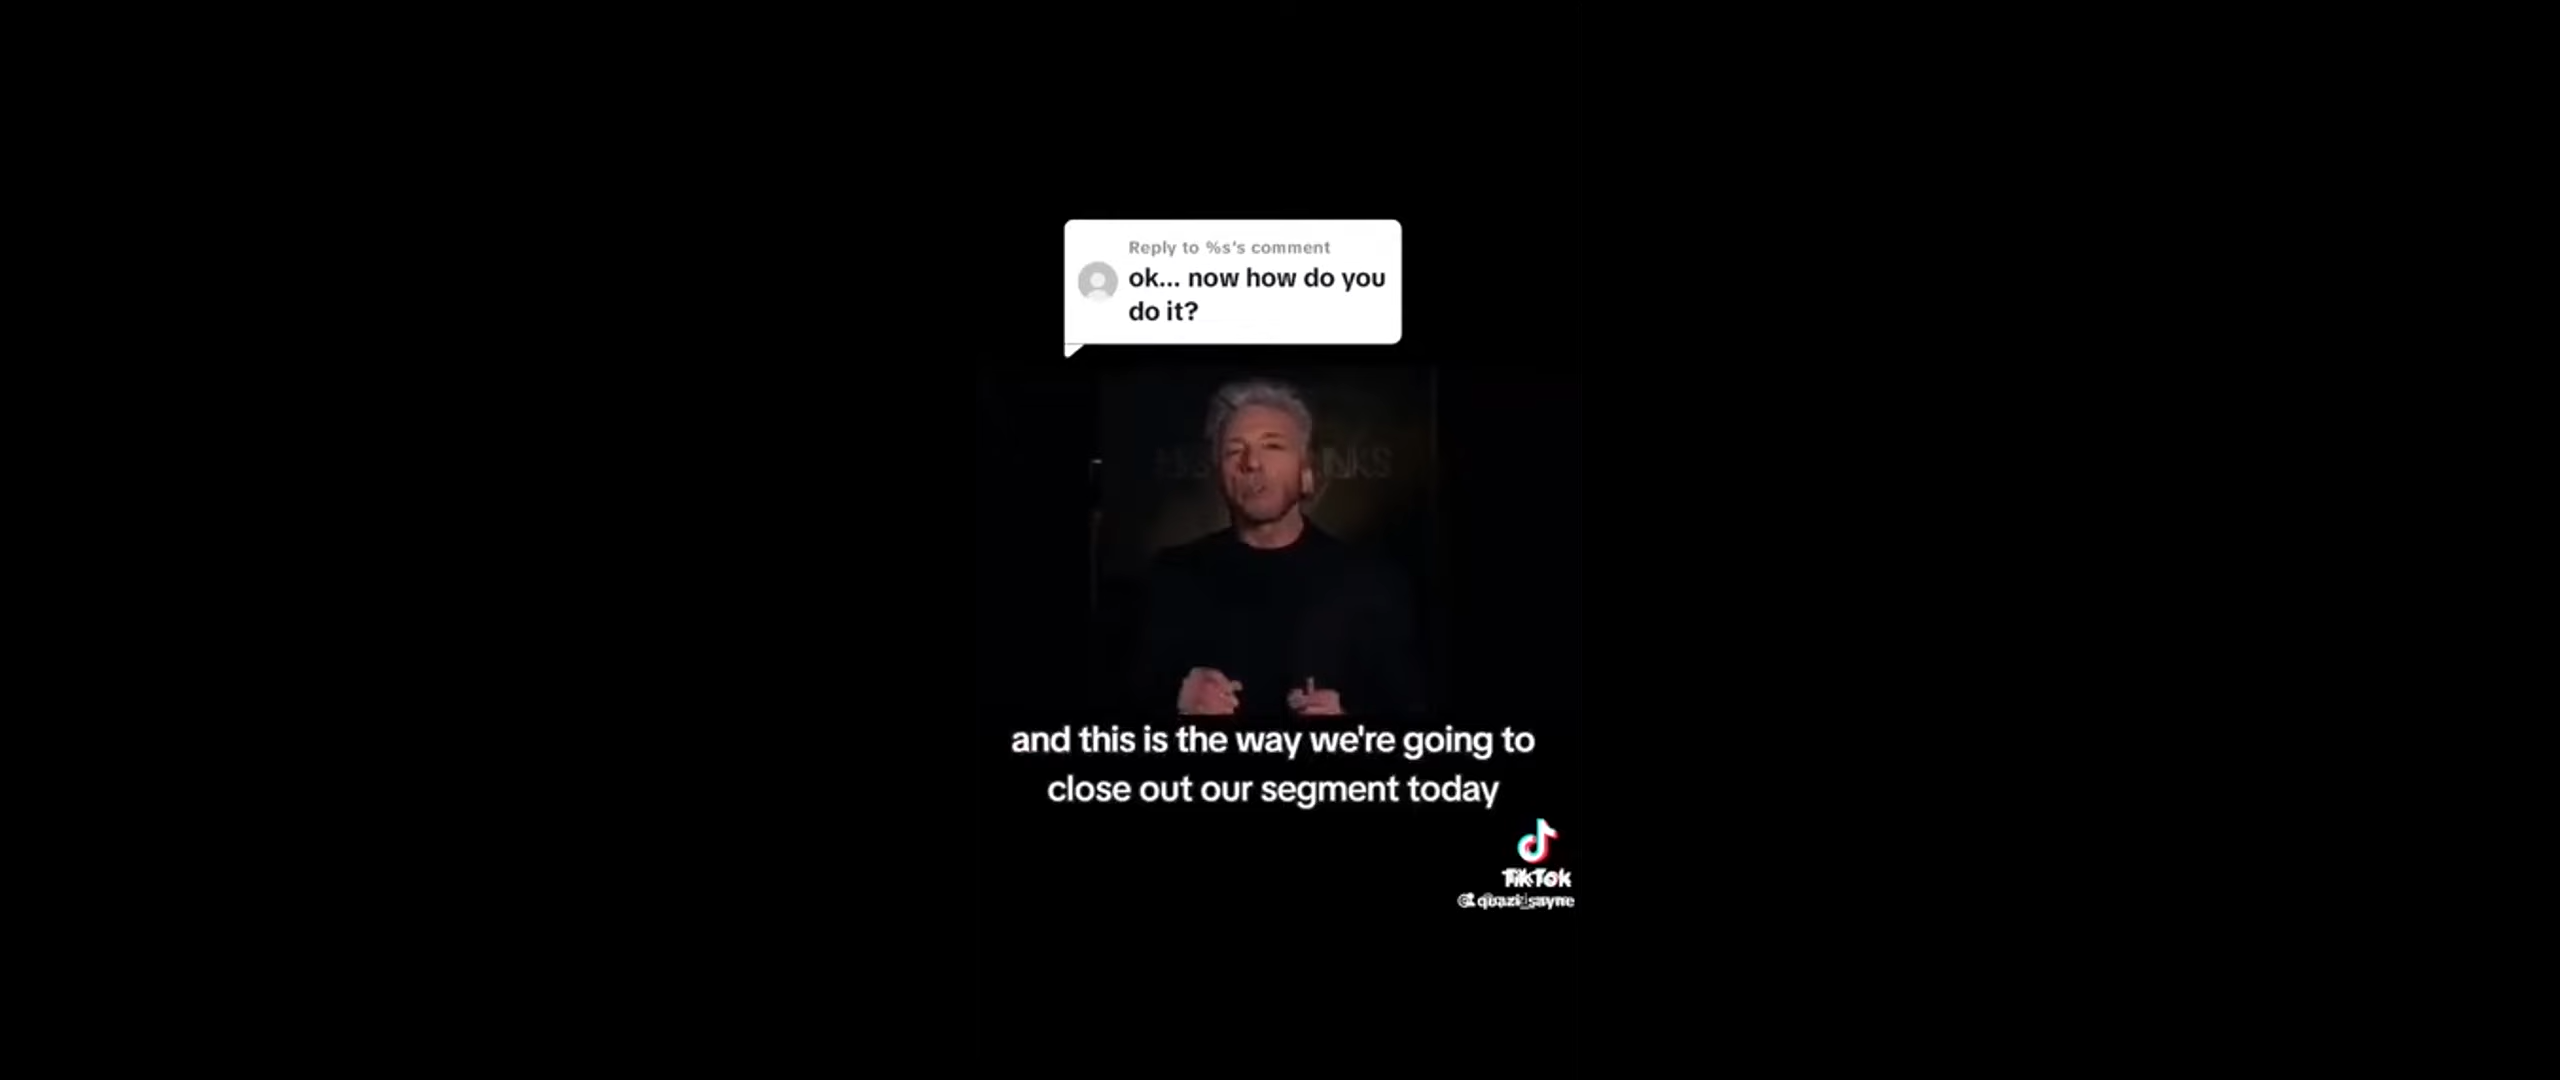 Reply to %s's comment
ok... now how do you
do it?
and this is the way we're going to
close out our segment today
TikTok